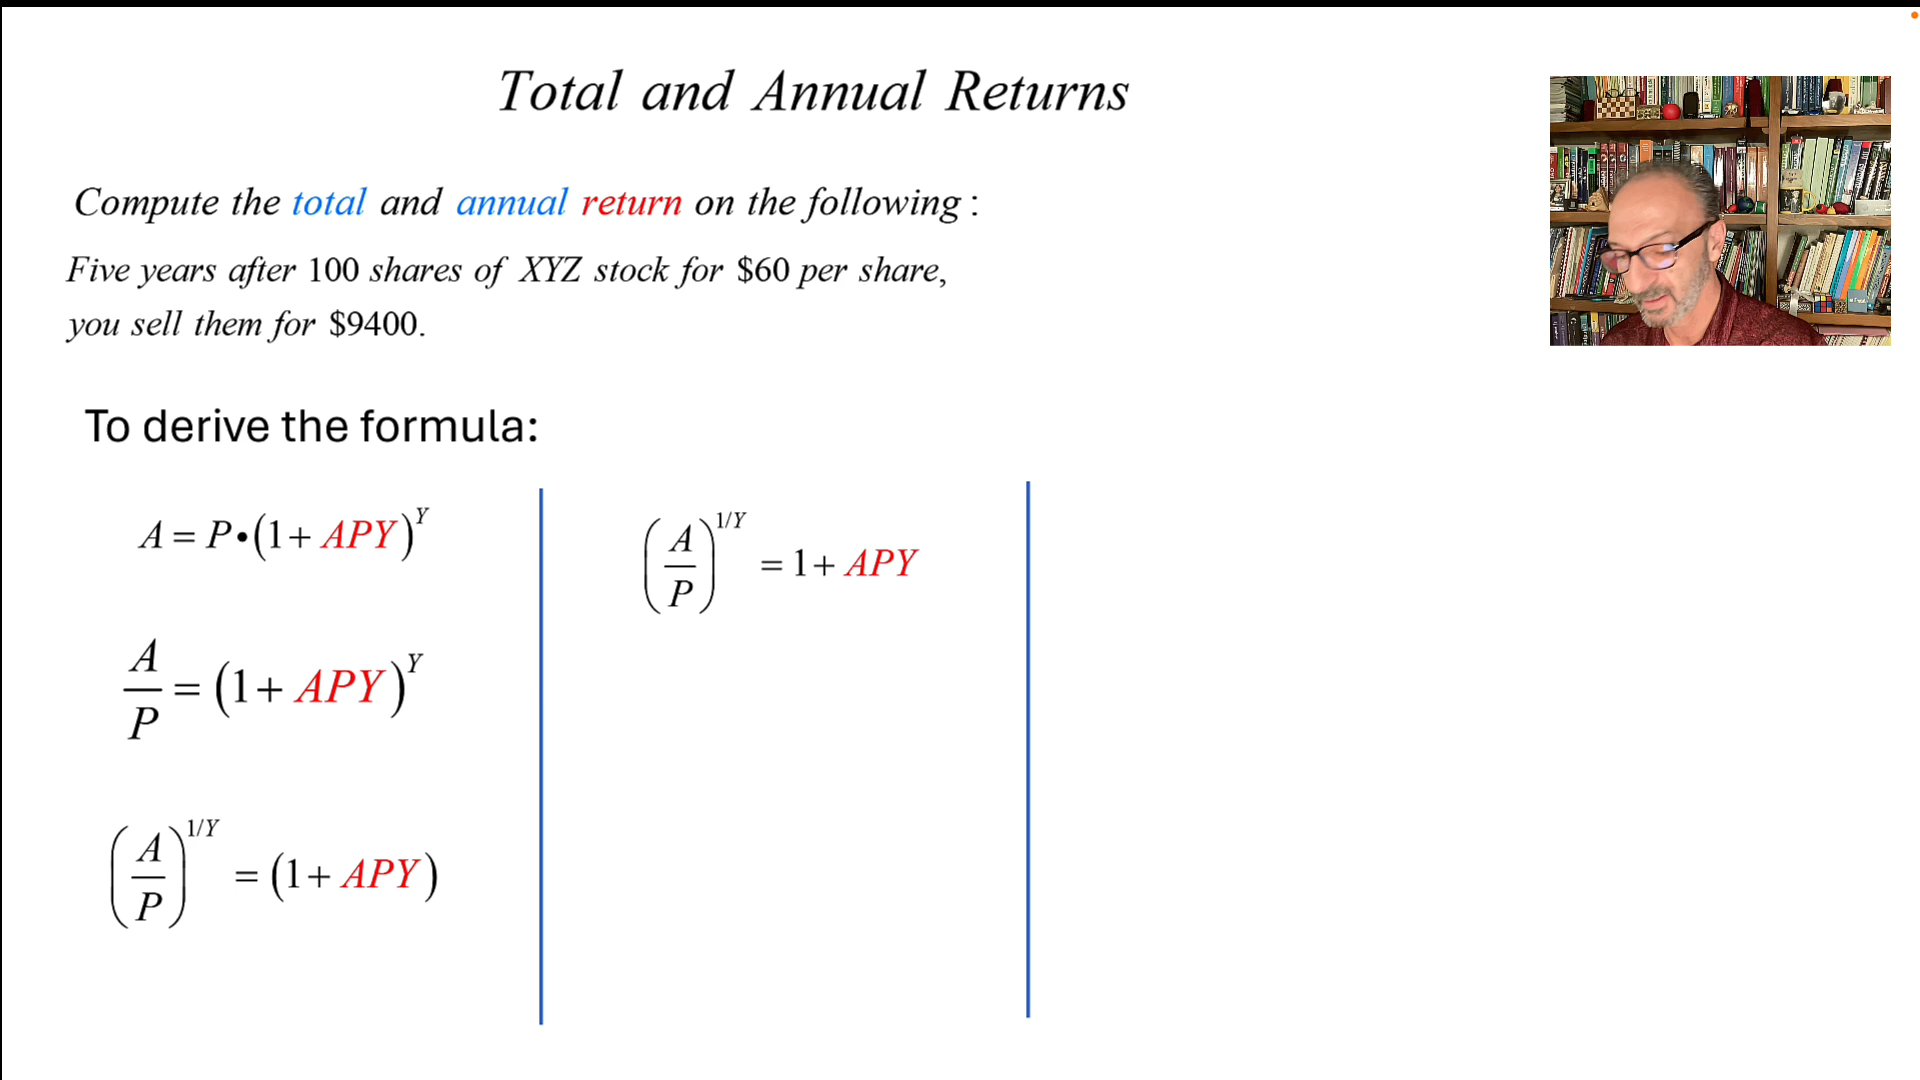 Total and Annual Returns
Compute the total and annual return on the following :
Five years after 100 shares of XYZ stock for $60 per share,
you sell them for $9400.
To derive the formula:
A = P•(1+ APY)^Y
A/P = (1+ APY)^Y
(A/P)^1/Y = (1+ APY)
(A/P)^1/Y = 1+ APY